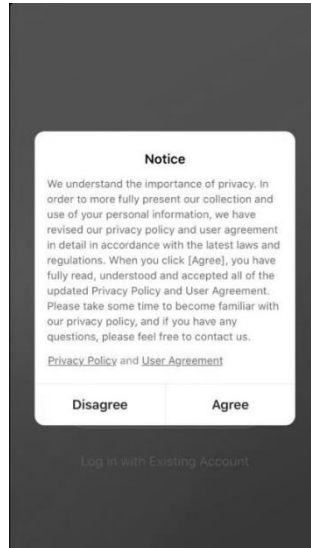 Notice
We understand the importance of privacy. In
order to more fully present our collection and
use of your personal information, we have
revised our privacy policy and user agreement
in detail in accordance with the latest laws and
regulations. When you click [Agree], you have
fully read, understood and accepted all of the
updated Privacy Policy and User Agreement.
Please take some time to become familiar with
our privacy policy, and if you have any
questions, please feel free to contact us.
Privacy Policy and User Agreement
Disagree Agree
Log in with Existing Account